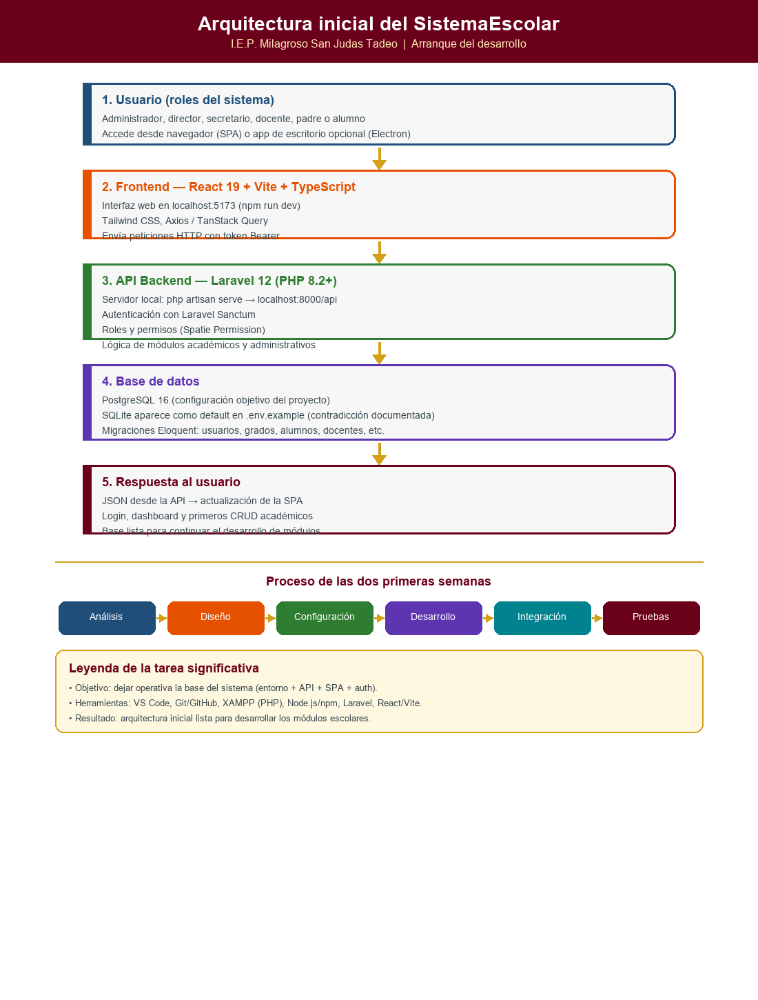 Arquitectura inicial del SistemaEscolar
I.E.P. Milagroso San Judas Tadeo | Arranque del desarrollo
1. Usuario (roles del sistema)
Administrador, director, secretario, docente, padre o alumno
Accede desde navegador (SPA) o app de escritorio opcional (Electron)
2. Frontend — React 19 + Vite + TypeScript
Interfaz web en localhost:5173 (npm run dev)
Tailwind CSS, Axios / TanStack Query
Envía peticiones HTTP con token Bearer
3. API Backend — Laravel 12 (PHP 8.2+)
Servidor local: php artisan serve → localhost:8000/api
Autenticación con Laravel Sanctum
Roles y permisos (Spatie Permission)
Lógica de módulos académicos y administrativos
4. Base de datos
PostgreSQL 16 (configuración objetivo del proyecto)
SQLite aparece como default en .env.example (contradicción documentada)
Migraciones Eloquent: usuarios, grados, alumnos, docentes, etc.
5. Respuesta al usuario
JSON desde la API → actualización de la SPA
Login, dashboard y primeros CRUD académicos
Base lista para continuar el desarrollo de módulos
Proceso de las dos primeras semanas
Análisis
Diseño
Configuración
Desarrollo
Integración
Pruebas
Leyenda de la tarea significativa
• Objetivo: dejar operativa la base del sistema (entorno + API + SPA + auth).
• Herramientas: VS Code, Git/GitHub, XAMPP (PHP), Node.js/npm, Laravel, React/Vite.
• Resultado: arquitectura inicial lista para desarrollar los módulos escolares.